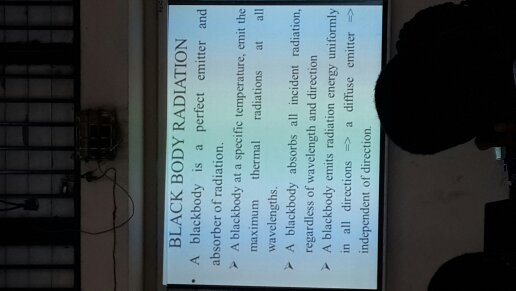 BLACK BODY RADIATION
• A blackbody is a perfect emitter and
absorber of radiation.
➢ A blackbody at a specific temperature, emit the
maximum thermal radiations at all
wavelengths.
➢ A blackbody absorbs all incident radiation,
regardless of wavelength and direction
➢ A blackbody emits radiation energy uniformly
in all directions => a diffuse emitter =>
independent of direction.